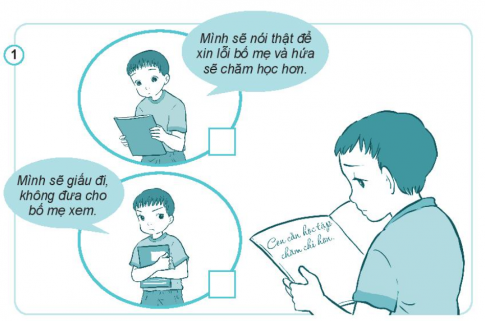 1
Mình sẽ nói thật để
xin lỗi bố mẹ và hứa
sẽ chăm học hơn.
Mình sẽ giấu đi,
không đưa cho
bố mẹ xem.
Con cần học tập
chăm chỉ hơn.